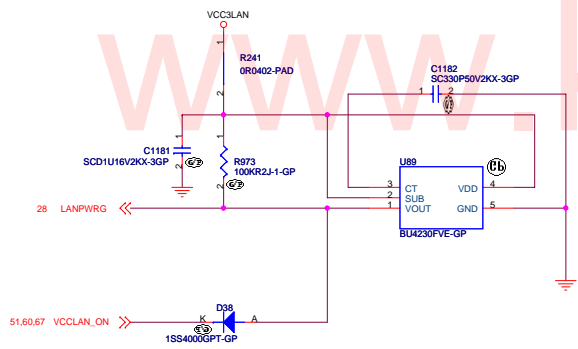 VCC3LAN
1
R241
0R0402-PAD
2
C1182
SC330P50V2KX-3GP
1
2
www.
1
C1181
SCD1U16V2KX-3GP
2
1
R973
100KR2J-1-GP
2
U89
3 CT VDD 4
2 SUB
1 VOUT GND 5
BU4230FVE-GP
28 LANPWRG
D38
51,60,67 VCCLAN_ON
K A
1SS4000GPT-GP